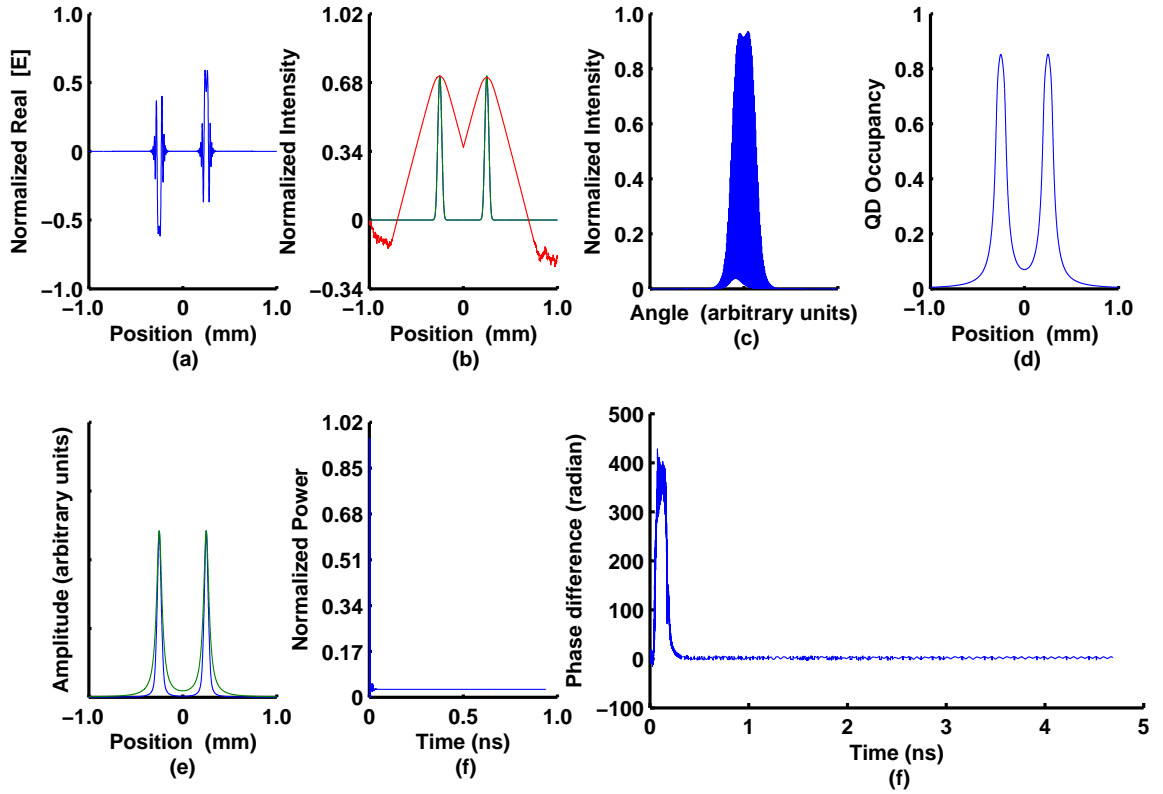 1.0
0.5
0
−0.5
−1.0
Normalized Real [E]
−1.0 0 1.0
Position (mm)
(a)
1.02
0.68
0.34
0
−0.34
Normalized Intensity
−1.0 0 1.0
Position (mm)
(b)
1.0
0.8
0.6
0.4
0.2
0
Normalized Intensity
Angle (arbitrary units)
(c)
1
0.8
0.6
0.4
0.2
0
QD Occupancy
−1.0 0 1.0
Position (mm)
(d)
Amplitude (arbitrary units)
−1.0 0 1.0
Position (mm)
(e)
1.02
0.85
0.68
0.51
0.34
0.17
0
Normalized Power
0 0.5 1.0
Time (ns)
(f)
500
400
300
200
100
0
−100
Phase difference (radian)
0 1 2 3 4 5
Time (ns)
(f)